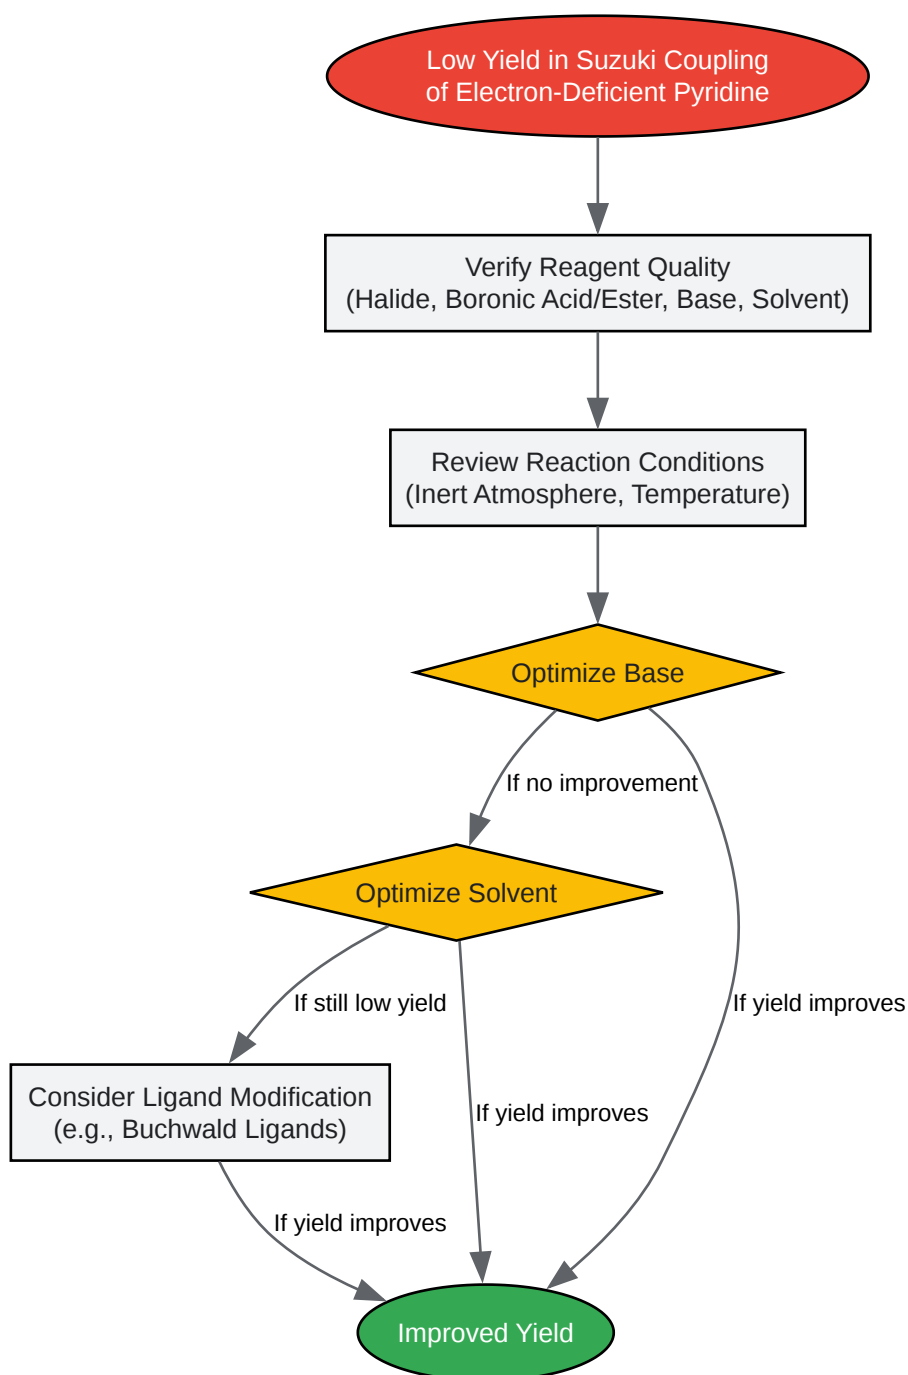 Low Yield in Suzuki Coupling
of Electron-Deficient Pyridine
Verify Reagent Quality
(Halide, Boronic Acid/Ester, Base, Solvent)
Review Reaction Conditions
(Inert Atmosphere, Temperature)
Optimize Base
If no improvement
Optimize Solvent
If still low yield
If yield improves
Consider Ligand Modification
(e.g., Buchwald Ligands)
If yield improves
If yield improves
Improved Yield